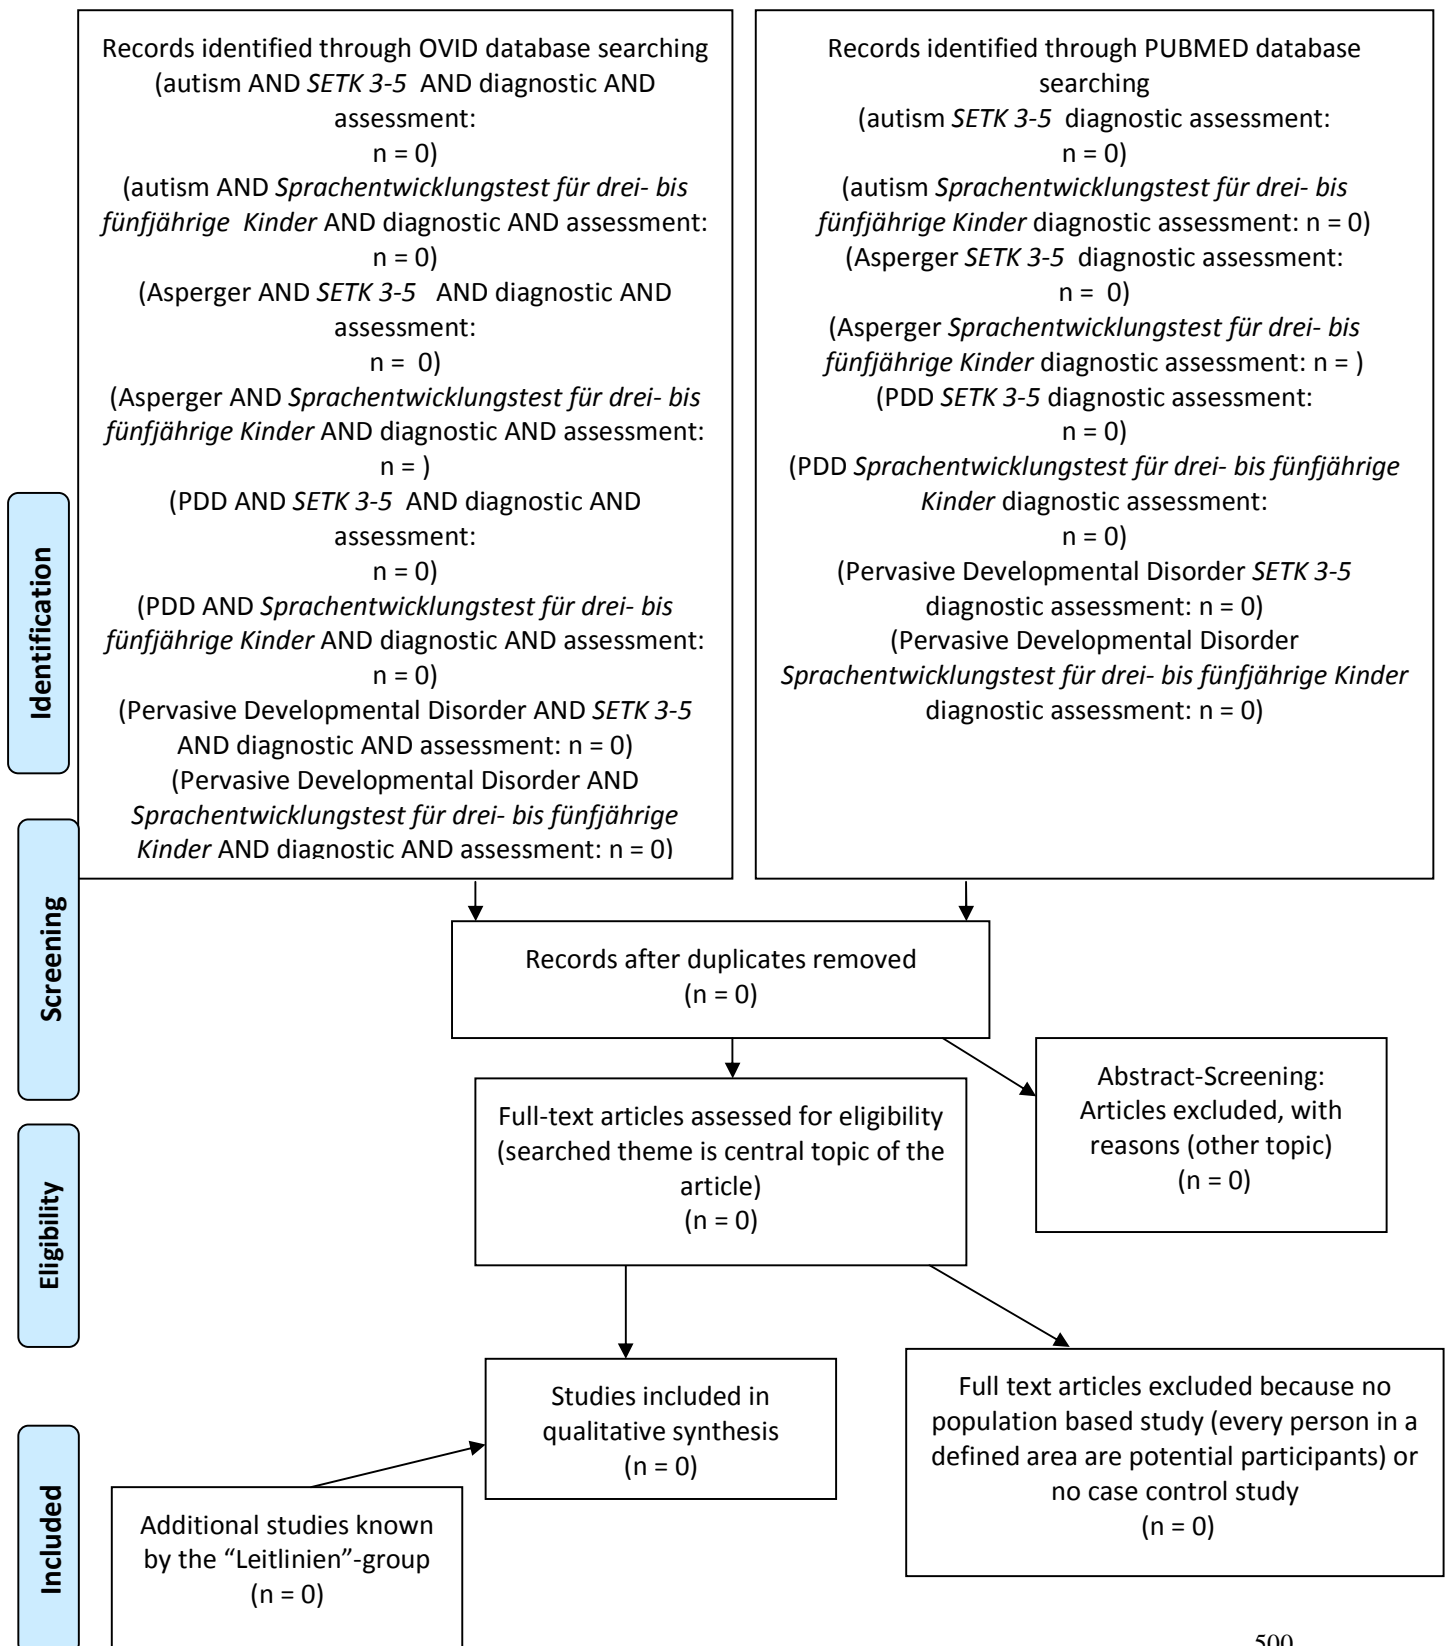 Records identified through OVID database searching
(autism AND SETK 3-5 AND diagnostic AND
assessment:
n = 0)
(autism AND Sprachentwicklungstest für drei- bis
fünfjährige Kinder AND diagnostic AND assessment:
n = 0)
(Asperger AND SETK 3-5 AND diagnostic AND
assessment:
n = 0)
(Asperger AND Sprachentwicklungstest für drei- bis
fünfjährige Kinder AND diagnostic AND assessment:
n = )
(PDD AND SETK 3-5 AND diagnostic AND
assessment:
n = 0)
(PDD AND Sprachentwicklungstest für drei- bis
fünfjährige Kinder AND diagnostic AND assessment:
n = 0)
(Pervasive Developmental Disorder AND SETK 3-5
AND diagnostic AND assessment: n = 0)
(Pervasive Developmental Disorder AND
Sprachentwicklungstest für drei- bis fünfjährige
Kinder AND diagnostic AND assessment: n = 0)
Records identified through PUBMED database
searching
(autism SETK 3-5 diagnostic assessment:
n = 0)
(autism Sprachentwicklungstest für drei- bis
fünfjährige Kinder diagnostic assessment: n = 0)
(Asperger SETK 3-5 diagnostic assessment:
n = 0)
(Asperger Sprachentwicklungstest für drei- bis
fünfjährige Kinder diagnostic assessment: n = )
(PDD SETK 3-5 diagnostic assessment:
n = 0)
(PDD Sprachentwicklungstest für drei- bis fünfjährige
Kinder diagnostic assessment:
n = 0)
(Pervasive Developmental Disorder SETK 3-5
diagnostic assessment: n = 0)
(Pervasive Developmental Disorder
Sprachentwicklungstest für drei- bis fünfjährige Kinder
diagnostic assessment: n = 0)
Identification
Screening
Records after duplicates removed
(n = 0)
Abstract-Screening:
Articles excluded, with
reasons (other topic)
(n = 0)
Full-text articles assessed for eligibility
(searched theme is central topic of the
article)
(n = 0)
Eligibility
Studies included in
qualitative synthesis
(n = 0)
Full text articles excluded because no
population based study (every person in a
defined area are potential participants) or
no case control study
(n = 0)
Included
Additional studies known
by the “Leitlinien”-group
(n = 0)
500